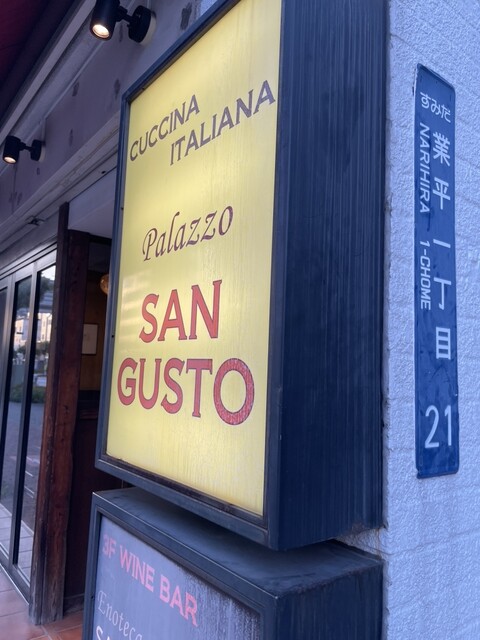 CUCCINA
ITALIANA
Palazzo
SAN
GUSTO
3F WINE BAR
Enoteca
すみだ
業平一丁目
NARIHIRA 1-CHOME
21